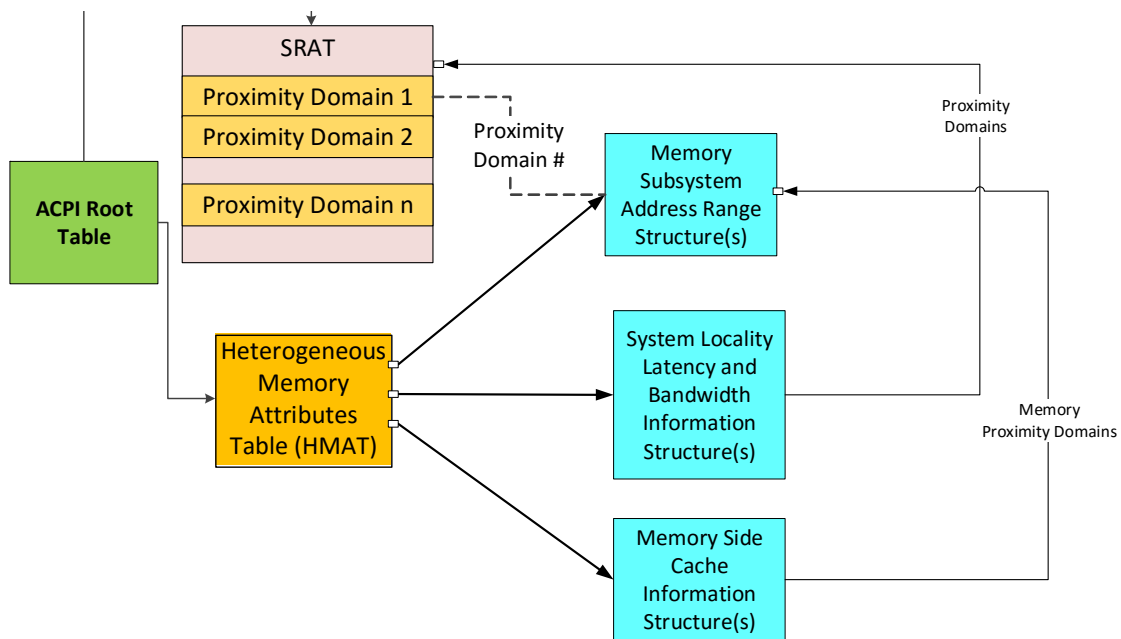 SRAT
Proximity Domain 1
Proximity Domain 2
Proximity Domain n
Proximity
Domain #
Proximity
Domains
ACPI Root
Table
Memory
Subsystem
Address Range
Structure(s)
Heterogeneous
Memory
Attributes
Table (HMAT)
System Locality
Latency and
Bandwidth
Information
Structure(s)
Memory
Proximity Domains
Memory Side
Cache
Information
Structure(s)